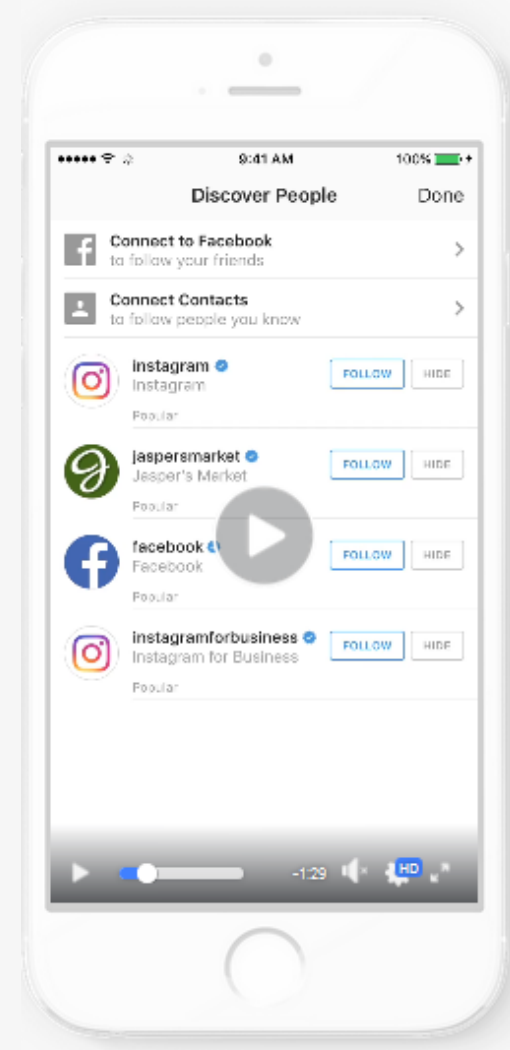 9:41 AM
100%
Discover People
Done
Connect to Facebook
to follow your friends
Connect Contacts
to follow people you know
instagram
Instagram
Popular
FOLLOW
HIDE
jaspersmarket
Jasper's Market
Popular
FOLLOW
HIDE
facebook
Facebook
Popular
FOLLOW
HIDE
instagramforbusiness
Instagram for Business
Popular
FOLLOW
HIDE
-1:29
HD